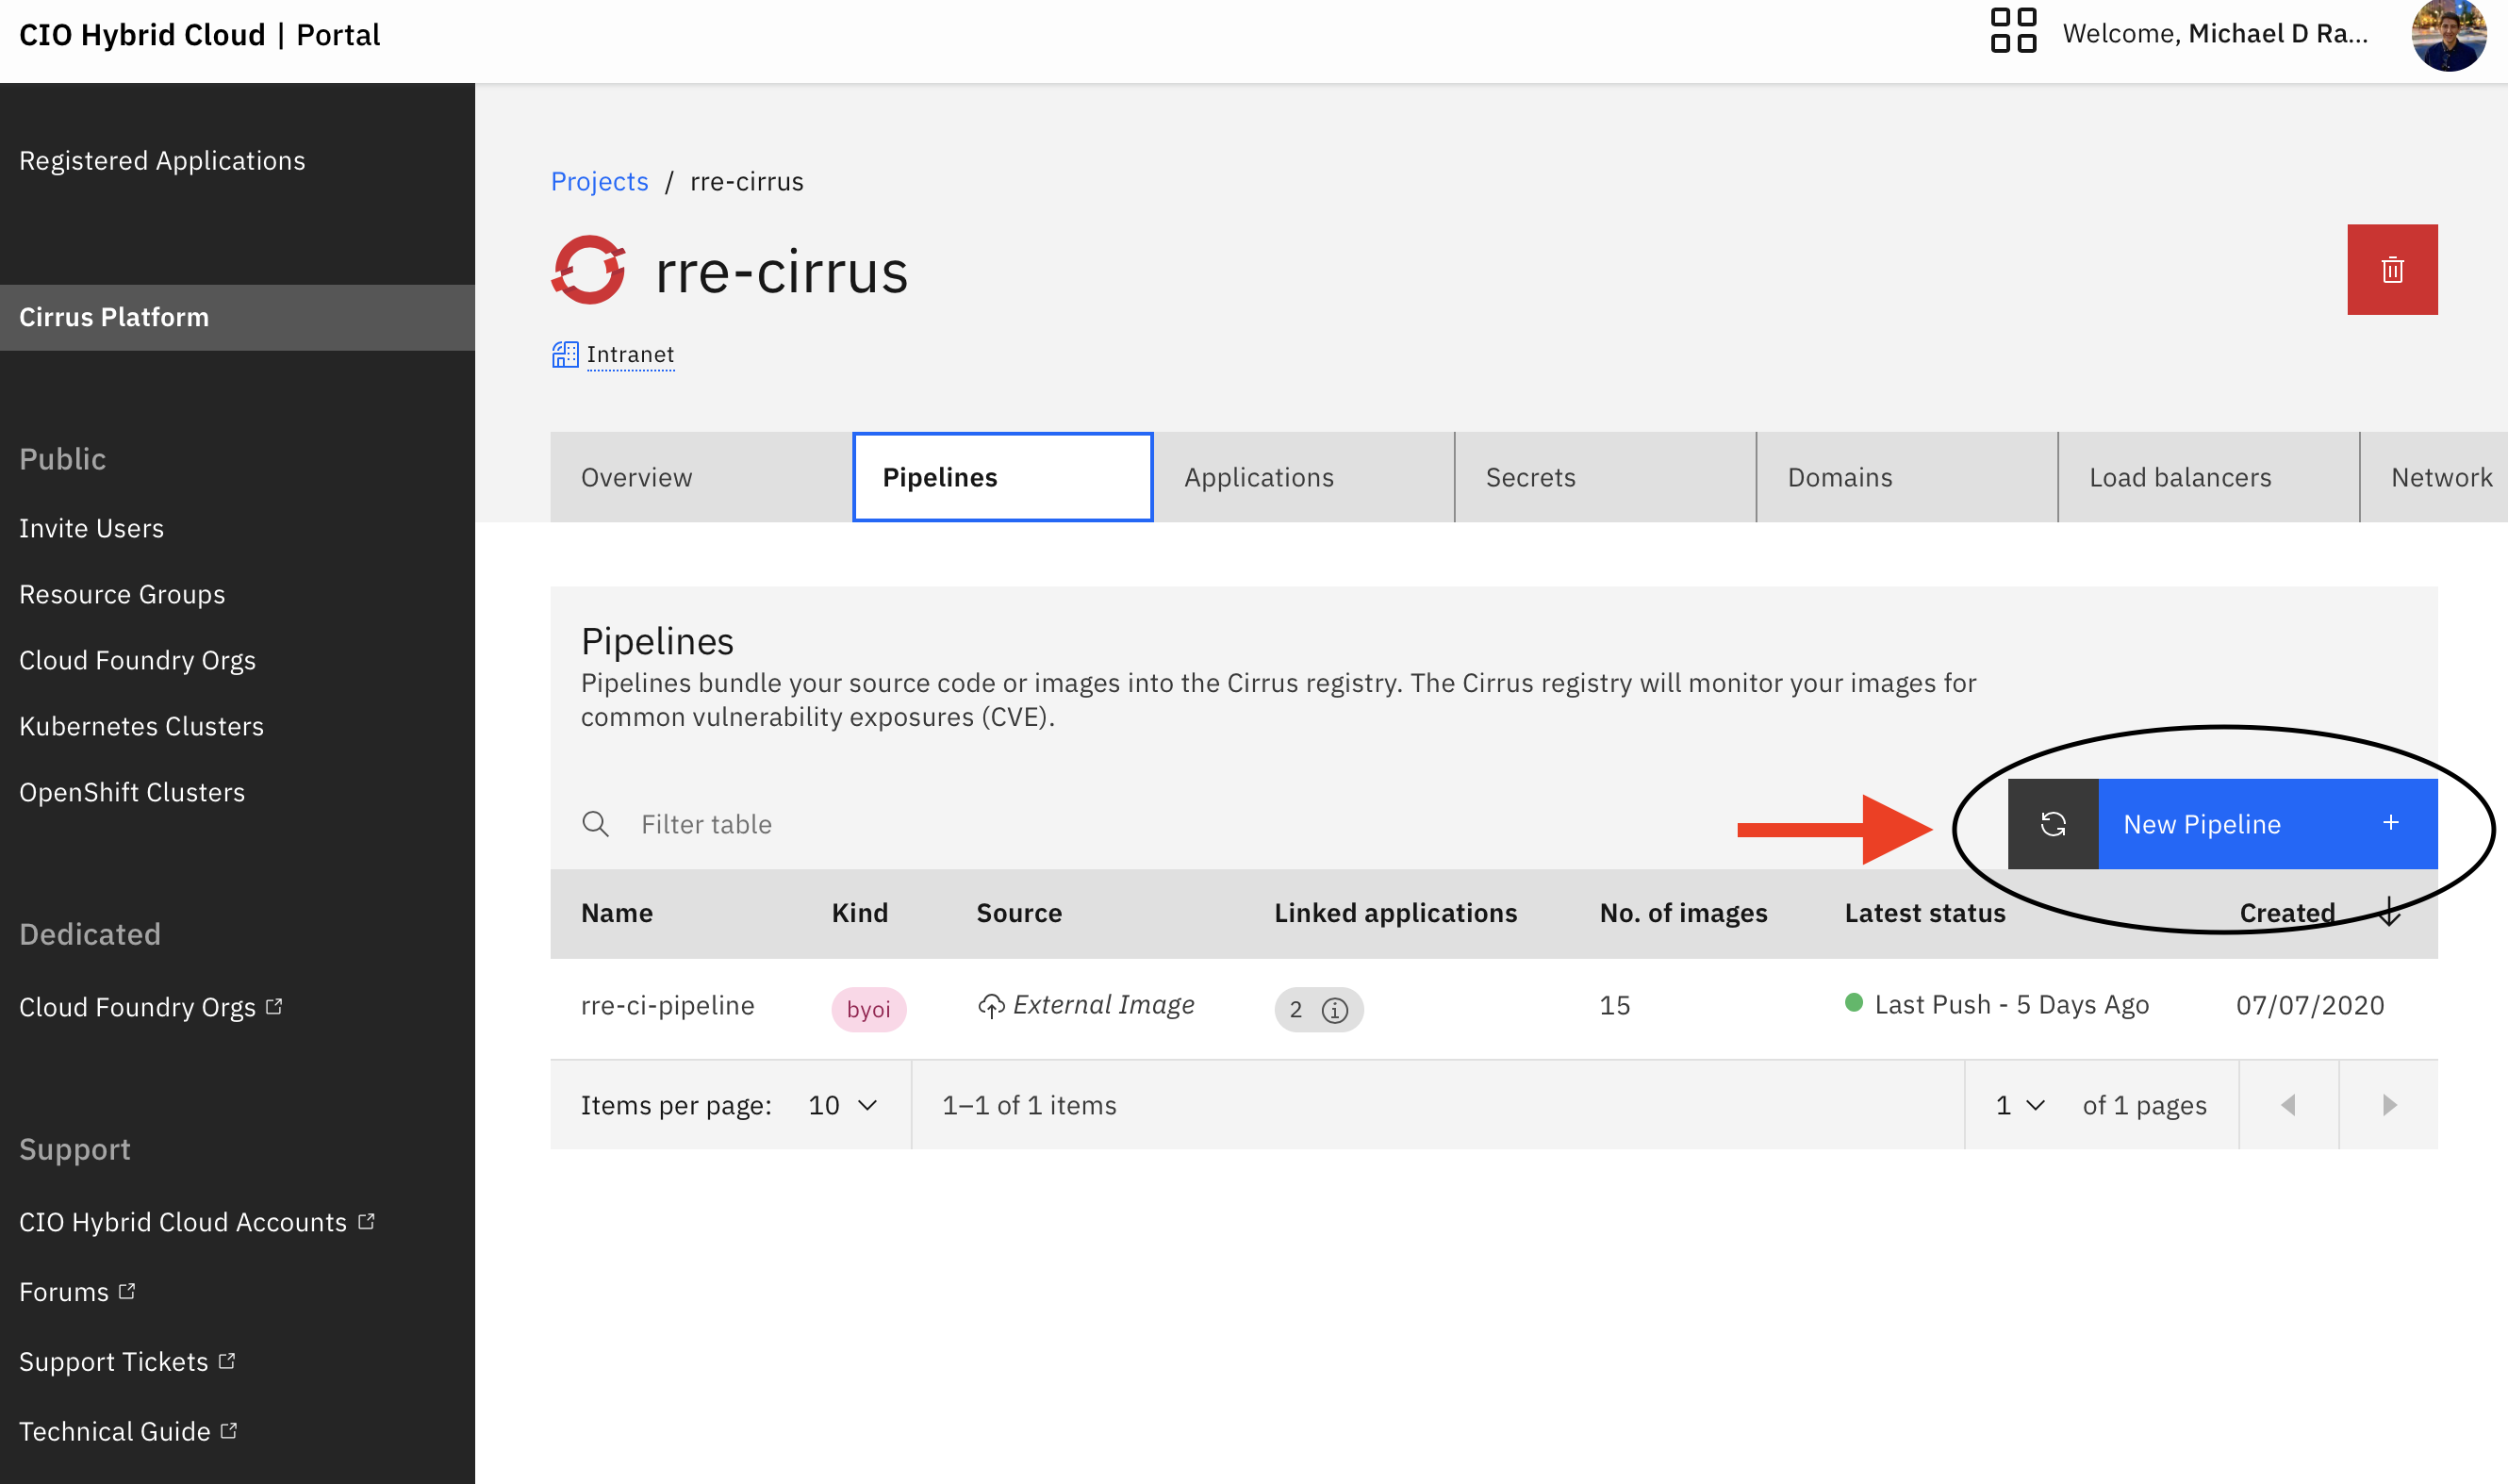 CIO Hybrid Cloud | Portal
Welcome, Michael D Ra...
Registered Applications
Cirrus Platform
Public
Invite Users
Resource Groups
Cloud Foundry Orgs
Kubernetes Clusters
OpenShift Clusters
Dedicated
Cloud Foundry Orgs
Support
CIO Hybrid Cloud Accounts
Forums
Support Tickets
Technical Guide
Projects / rre-cirrus
rre-cirrus
Intranet
Overview Pipelines Applications Secrets Domains Load balancers Network
Pipelines
Pipelines bundle your source code or images into the Cirrus registry. The Cirrus registry will monitor your images for
common vulnerability exposures (CVE).
Filter table
New Pipeline +
Name Kind Source Linked applications No. of images Latest status Created
rre-ci-pipeline byoi External Image 2 15 Last Push - 5 Days Ago 07/07/2020
Items per page: 10 1–1 of 1 items 1 of 1 pages